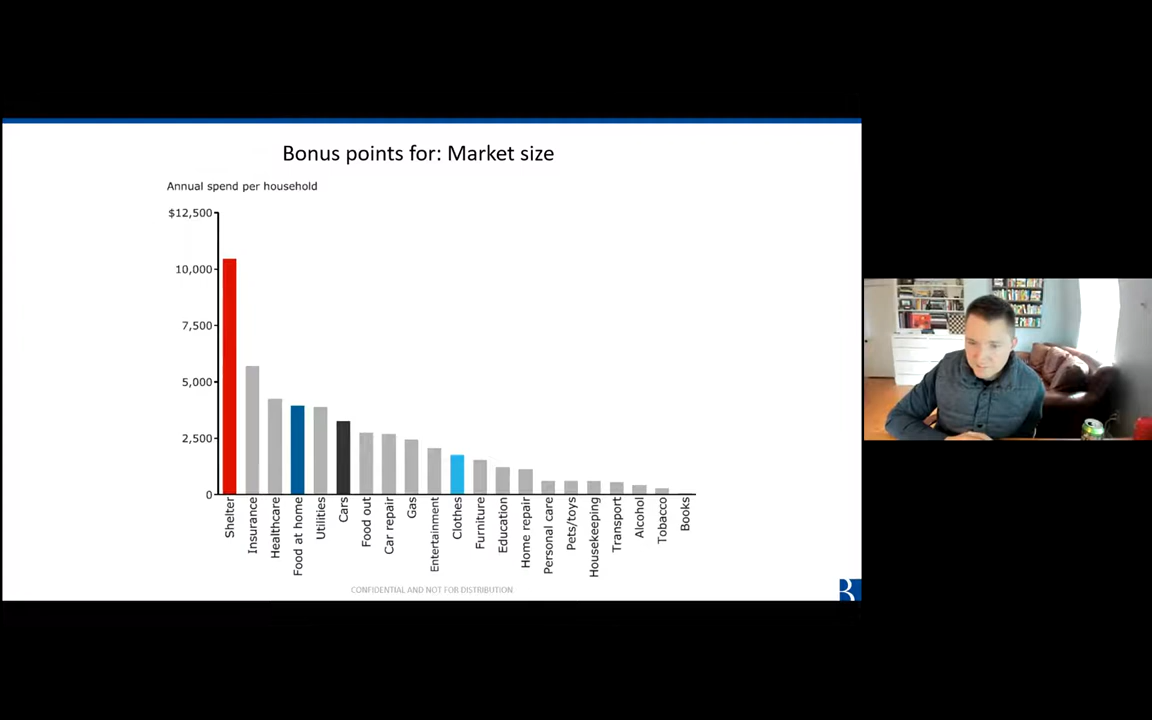 Bonus points for: Market size
Annual spend per household
$12,500
10,000
7,500
5,000
2,500
0
Shelter
Insurance
Healthcare
Food at home
Utilities
Cars
Food out
Car repair
Gas
Entertainment
Clothes
Furniture
Education
Home repair
Personal care
Pets/toys
Housekeeping
Transport
Alcohol
Tobacco
Books
CONFIDENTIAL AND NOT FOR DISTRIBUTION
B